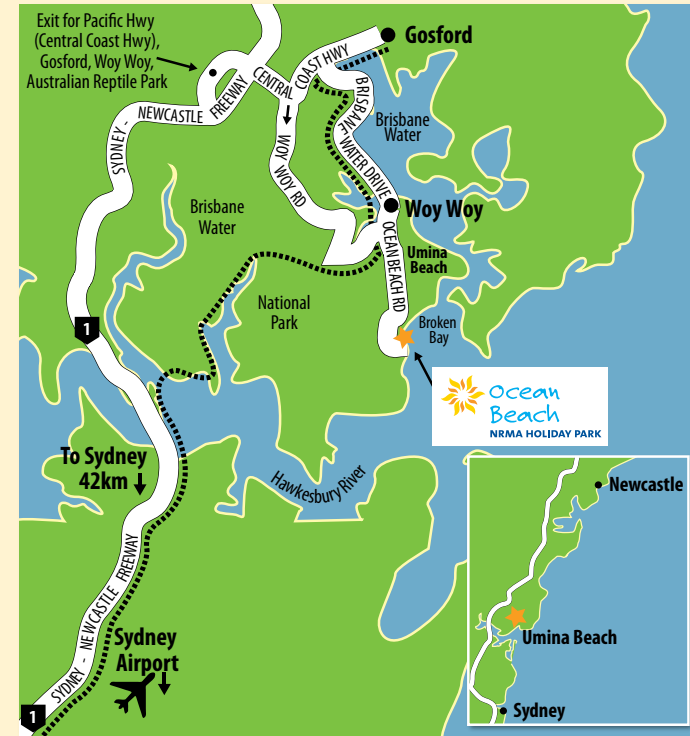 Exit for Pacific Hwy
(Central Coast Hwy),
Gosford, Woy Woy,
Australian Reptile Park
Gosford
CENTRAL COAST HWY
SYDNEY - NEWCASTLE FREEWAY
BRISBANE WATER DRIVE
Brisbane
Water
WOY WOY RD
Brisbane
Water
Woy Woy
OCEAN BEACH RD
Umina
Beach
National
Park
Broken
Bay
1
Ocean
Beach
NRMA HOLIDAY PARK
To Sydney
42km
Hawkesbury River
SYDNEY - NEWCASTLE FREEWAY
Sydney
Airport
1
Newcastle
Umina Beach
Sydney